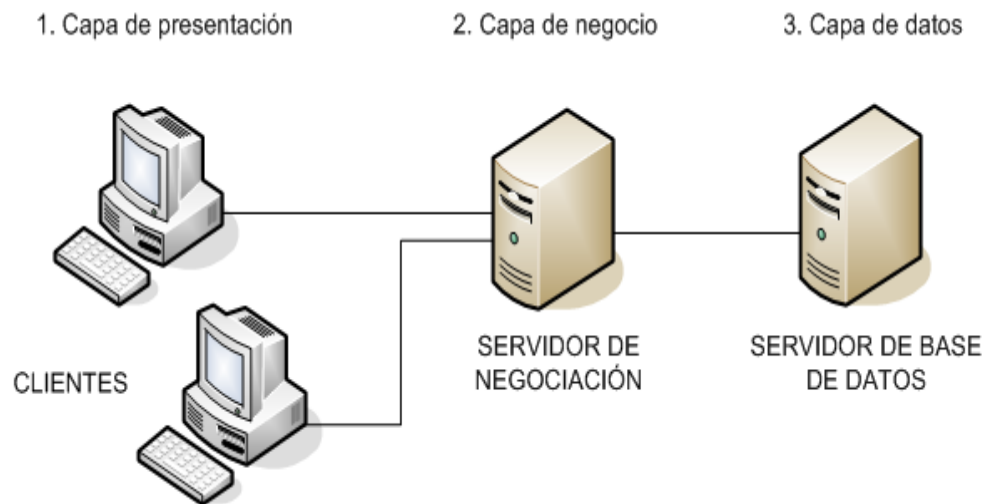 1. Capa de presentación
2. Capa de negocio
3. Capa de datos
CLIENTES
SERVIDOR DE
NEGOCIACIÓN
SERVIDOR DE BASE
DE DATOS